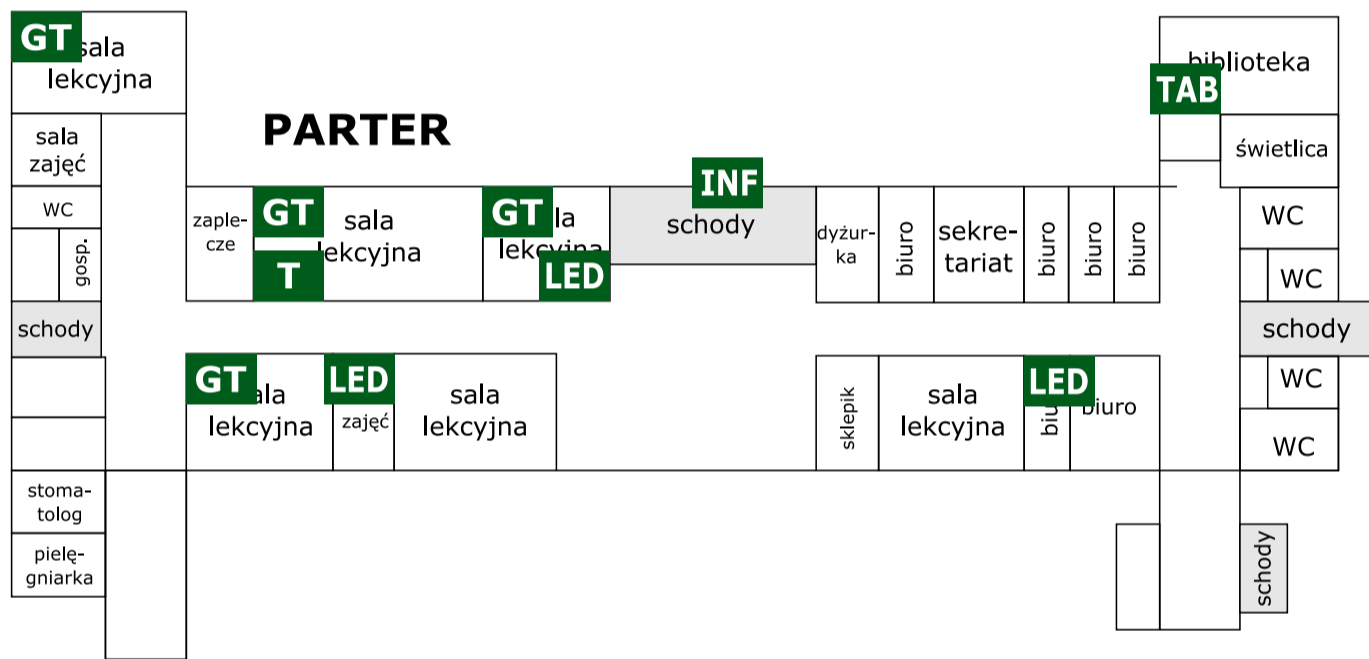 GT
sala
lekcyjna
sala
zajęć
WC
gosp.
schody
stoma-
tolog
pielę-
gniarka
PARTER
zaple-
cze
GT
sala
lekcyjna
T
GT
lekcyjna
LED
INF
schody
dyżur-
ka
biuro
sekre-
tariat
biuro
biuro
biuro
TAB
biblioteka
świetlica
WC
WC
schody
WC
WC
GT
sala
lekcyjna
LED
zajęć
sala
lekcyjna
sklepik
sala
lekcyjna
LED
biuro
schody